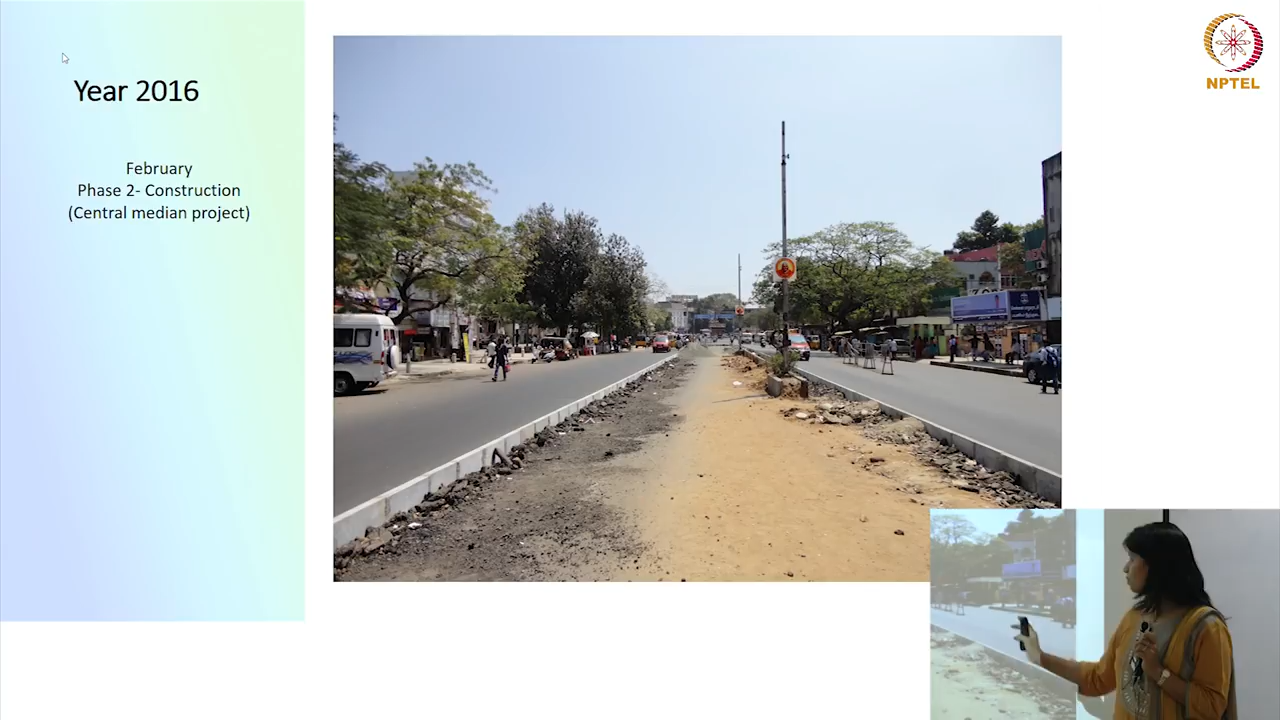 Year 2016
February
Phase 2- Construction
(Central median project)
NPTEL